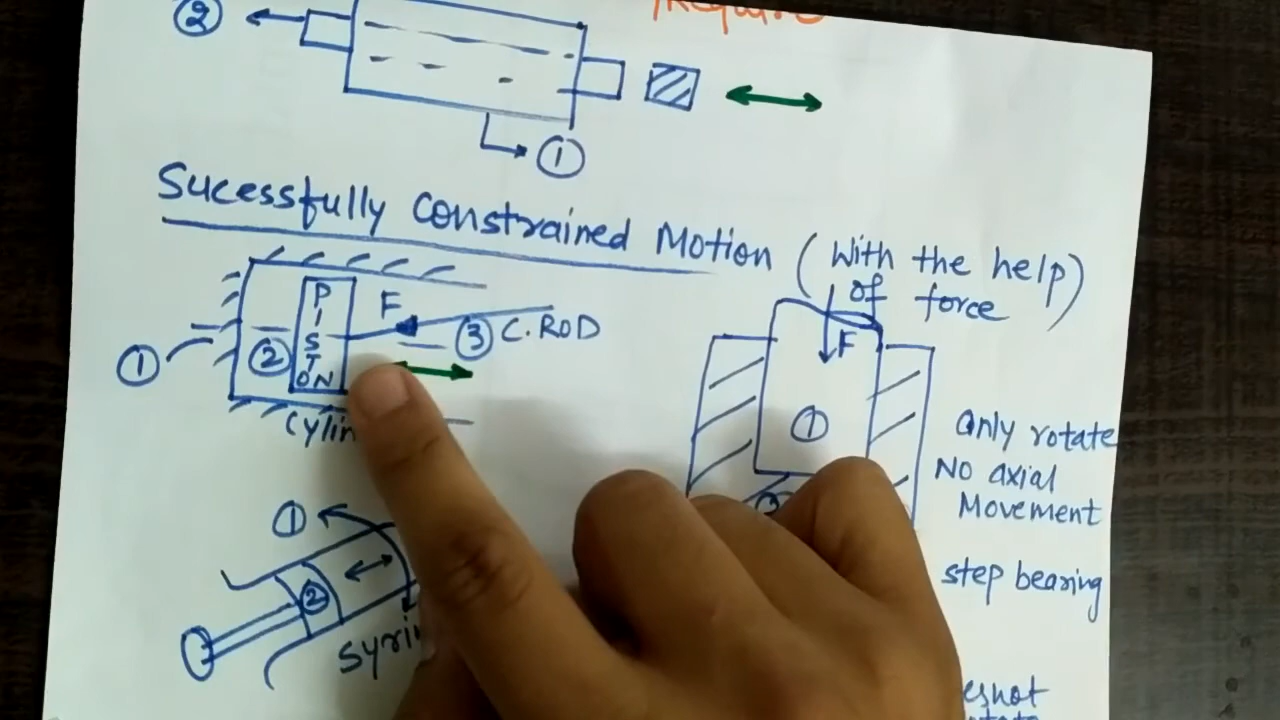 ②
①
Sucessfully Constrained Motion (With the help
of force)
PISTON
F
①
②
③ C.ROD
F
①
only rotate
No axial
Movement
①
②
step bearing